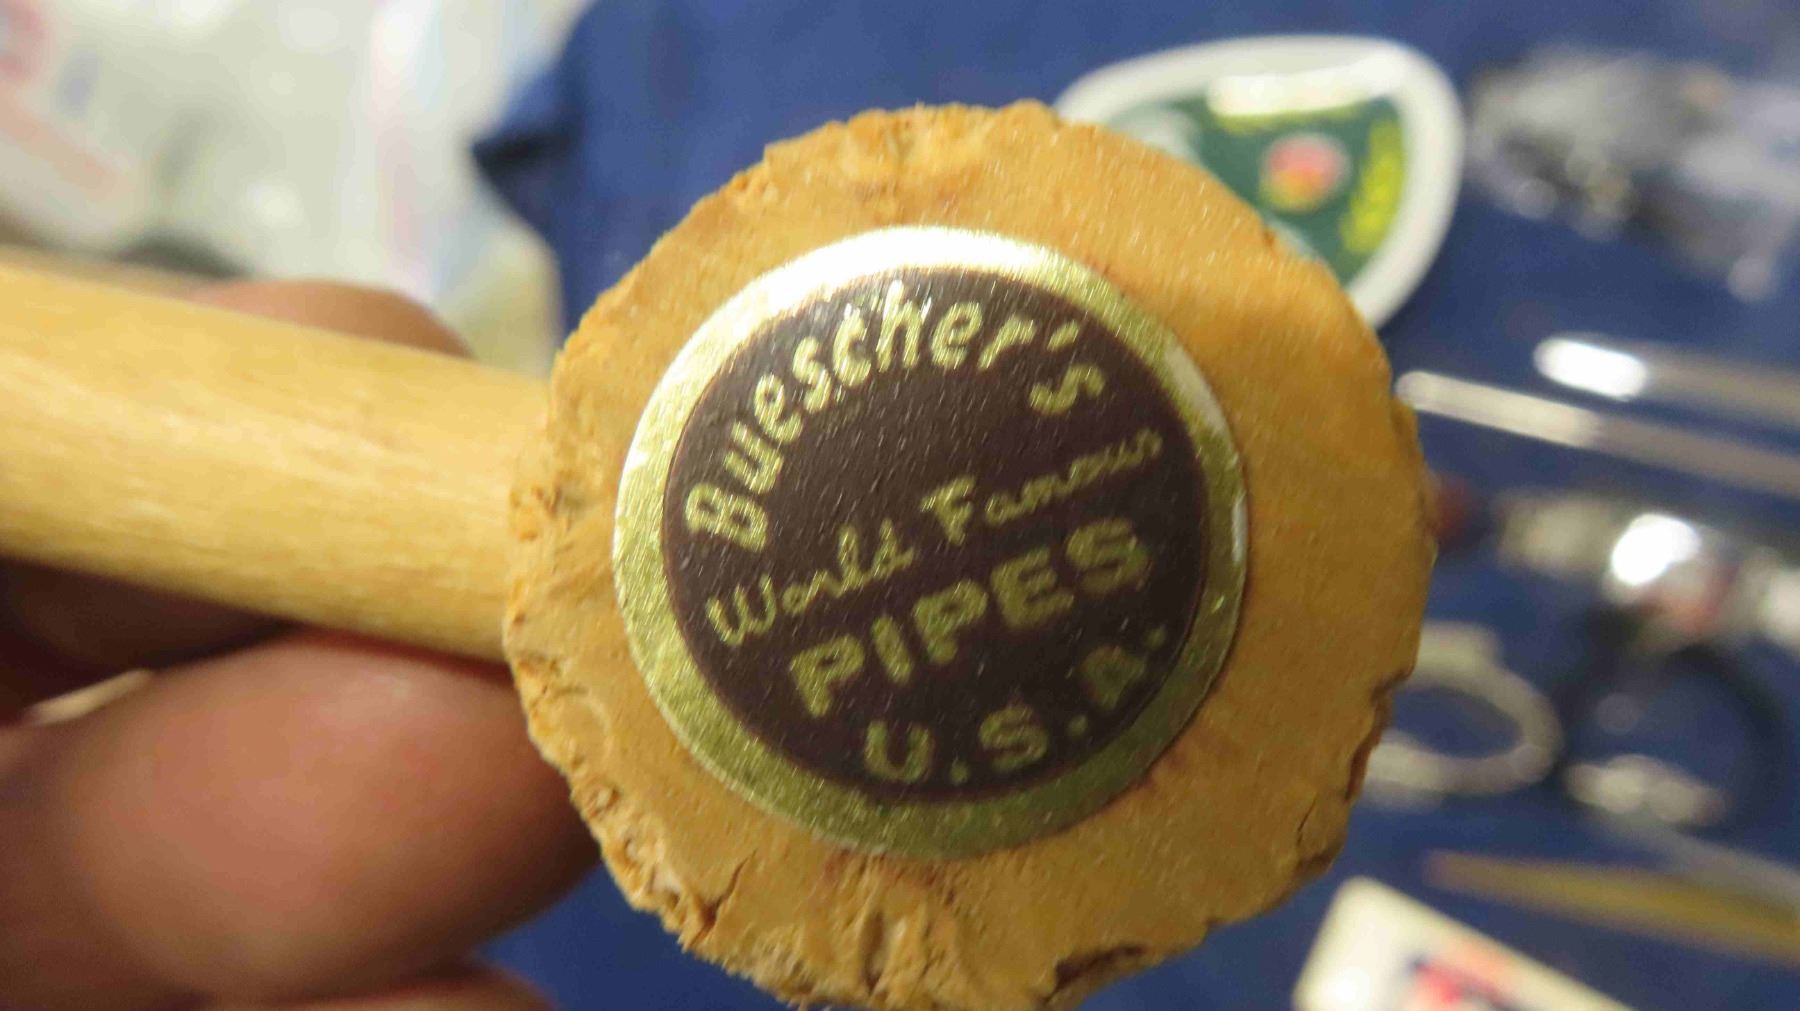 Buescher's
World Famous
PIPES
U.S.A.